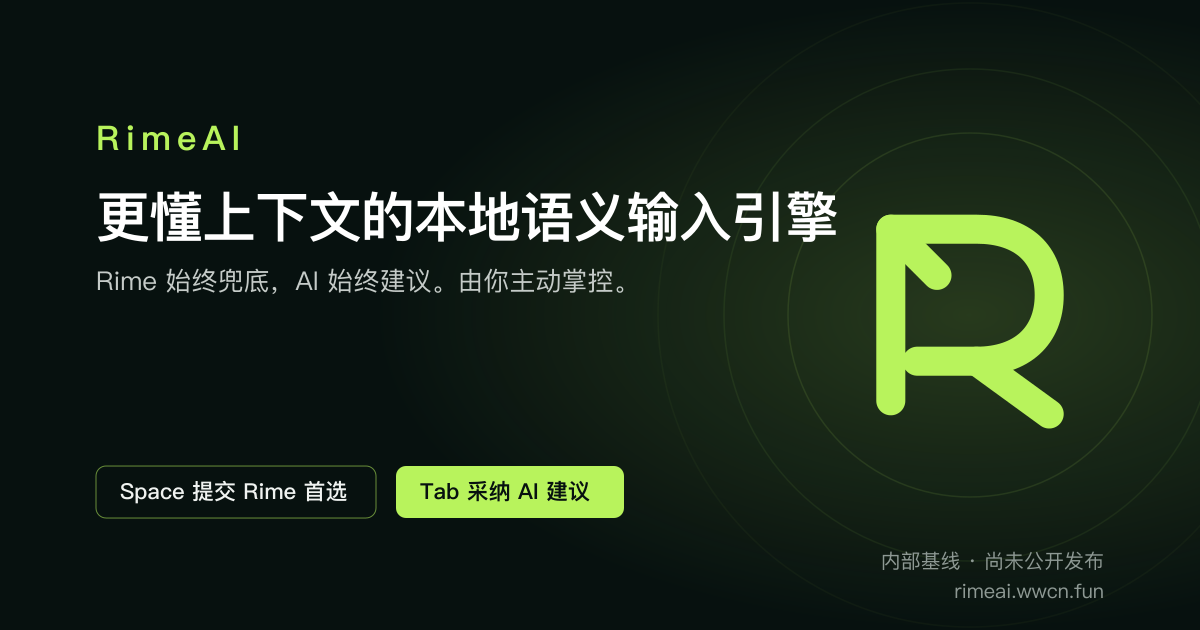 RimeAI
更懂上下文的本地语义输入引擎
Rime 始终兜底，AI 始终建议。由你主动掌控。
Space 提交 Rime 首选
Tab 采纳 AI 建议
内部基线 · 尚未公开发布
rimeai.wwcn.fun